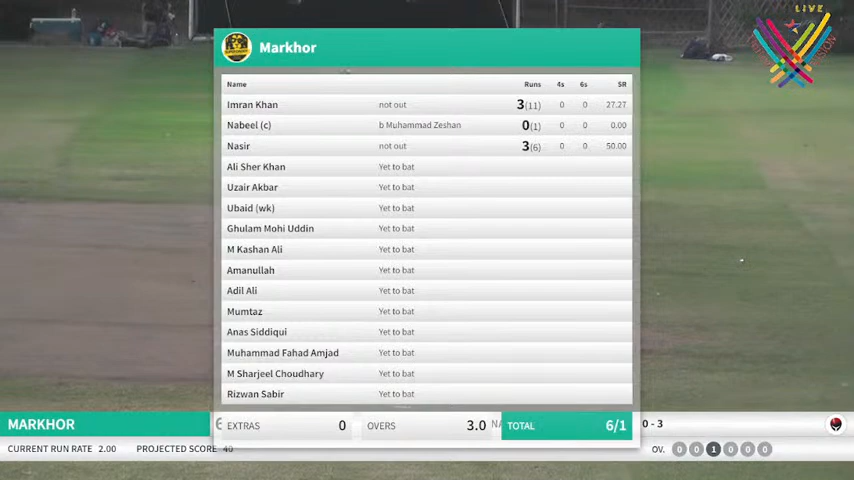 LIVE
Markhor
Name Runs 4s 6s SR
Imran Khan not out 3(11) 0 0 27.27
Nabeel (c) b Muhammad Zeshan 0(1) 0 0 0.00
Nasir not out 3(6) 0 0 50.00
Ali Sher Khan Yet to bat
Uzair Akbar Yet to bat
Ubaid (wk) Yet to bat
Ghulam Mohi Uddin Yet to bat
M Kashan Ali Yet to bat
Amanullah Yet to bat
Adil Ali Yet to bat
Mumtaz Yet to bat
Anas Siddiqui Yet to bat
Muhammad Fahad Amjad Yet to bat
M Sharjeel Choudhary Yet to bat
Rizwan Sabir Yet to bat
MARKHOR EXTRAS 0 OVERS 3.0 NA TOTAL 6/1 0 - 3
CURRENT RUN RATE 2.00 PROJECTED SCORE 40 OV. 0 0 1 0 0 0